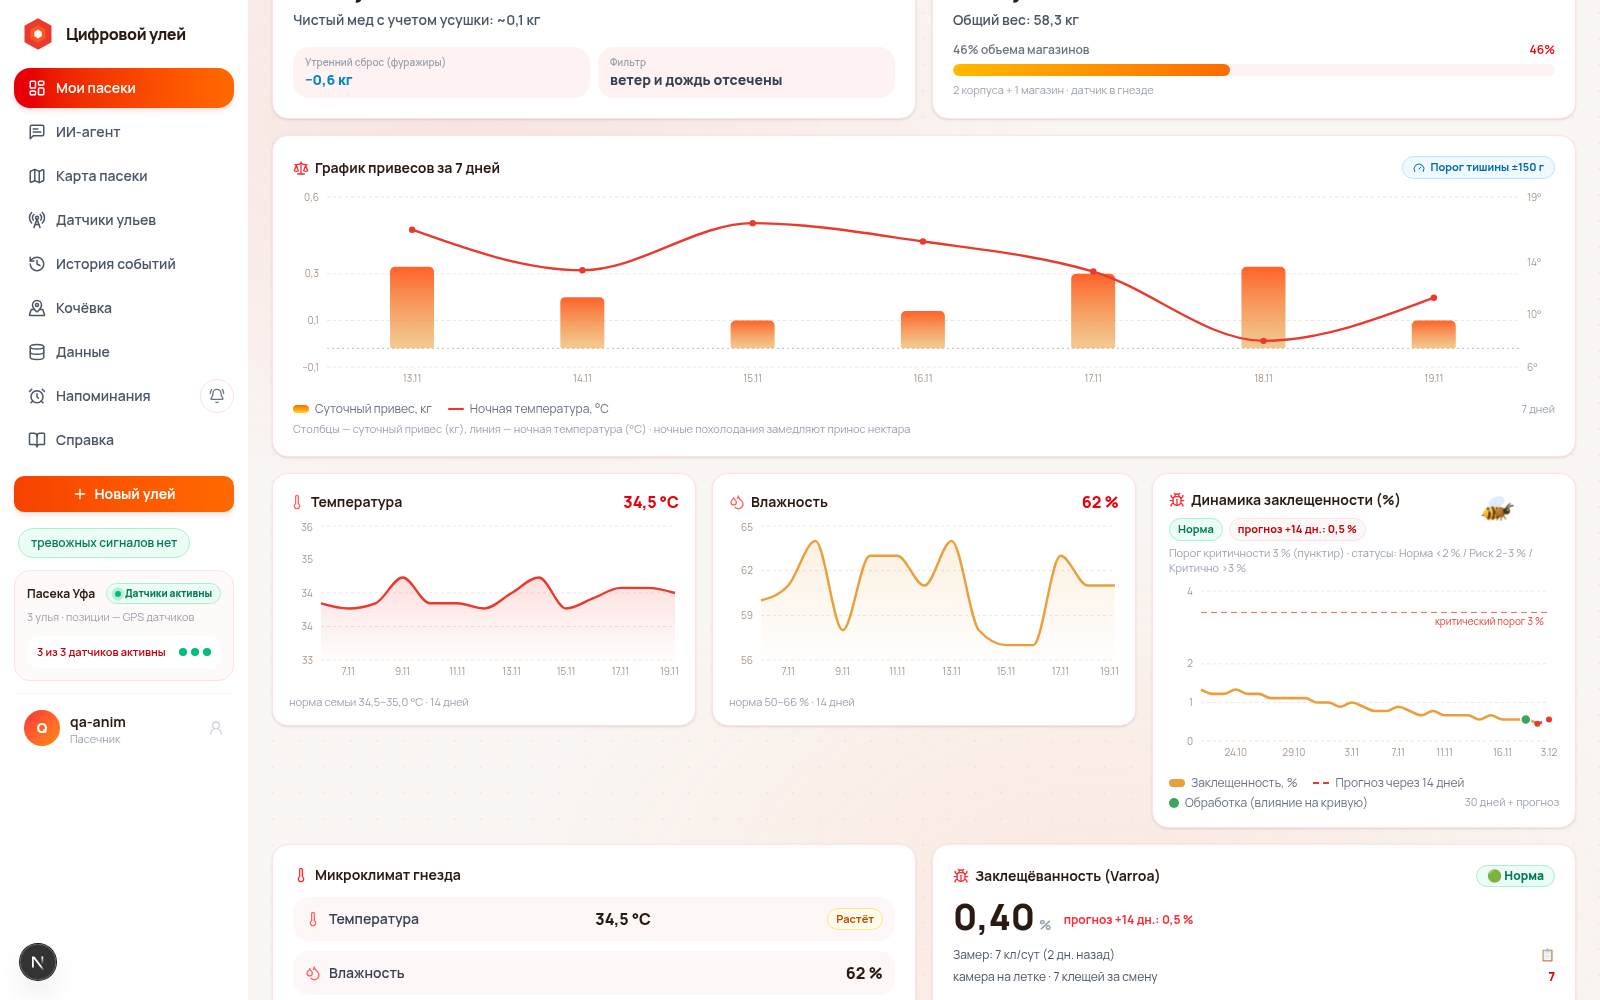 Цифровой улей
Мои пасеки
ИИ-агент
Карта пасеки
Датчики ульев
История событий
Кочёвка
Данные
Напоминания
Справка
+ Новый улей
тревожных сигналов нет
Пасека Уфа
Датчики активны
3 улья · позиции — GPS датчиков
3 из 3 датчиков активны
Q
qa-anim
Пасечник
N
Чистый мед с учетом усушки: ~0,1 кг
Утренний сброс (фуражиры)
−0,6 кг
Фильтр
ветер и дождь отсечены
Общий вес: 58,3 кг
46% объема магазинов
46%
2 корпуса + 1 магазин · датчик в гнезде
График привесов за 7 дней
Порог тишины ±150 г
0,6
0,3
0,1
−0,1
19°
14°
10°
6°
13.11
14.11
15.11
16.11
17.11
18.11
19.11
Суточный привес, кг
Ночная температура, °C
7 дней
Столбцы — суточный привес (кг), линия — ночная температура (°C) · ночные похолодания замедляют принос нектара
Температура
34,5 °C
36
35
34
34
33
7.11
9.11
11.11
13.11
15.11
17.11
19.11
норма семьи 34,5–35,0 °C · 14 дней
Влажность
62 %
65
62
59
56
7.11
9.11
11.11
13.11
15.11
17.11
19.11
норма 50–66 % · 14 дней
Динамика заклещенности (%)
Норма
прогноз +14 дн.: 0,5 %
Порог критичности 3 % (пунктир) · статусы: Норма <2 % / Риск 2–3 % /
Критично >3 %
4
2
1
0
критический порог 3 %
24.10
29.10
3.11
7.11
11.11
16.11
3.12
Заклещенность, %
Прогноз через 14 дней
Обработка (влияние на кривую)
30 дней + прогноз
Микроклимат гнезда
Температура
34,5 °C
Растёт
Влажность
62 %
Заклещёванность (Varroa)
Норма
0,40 %
прогноз +14 дн.: 0,5 %
Замер: 7 кл/сут (2 дн. назад)
камера на летке · 7 клещей за смену
7